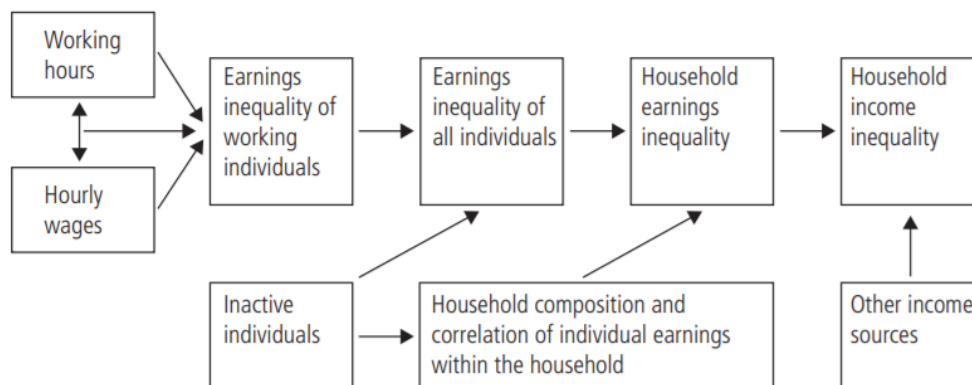 Working
hours
Earnings
inequality of
working
individuals
Earnings
inequality of
all individuals
Household
earnings
inequality
Household
income
inequality
Hourly
wages
Inactive
individuals
Household composition and
correlation of individual earnings
within the household
Other income
sources